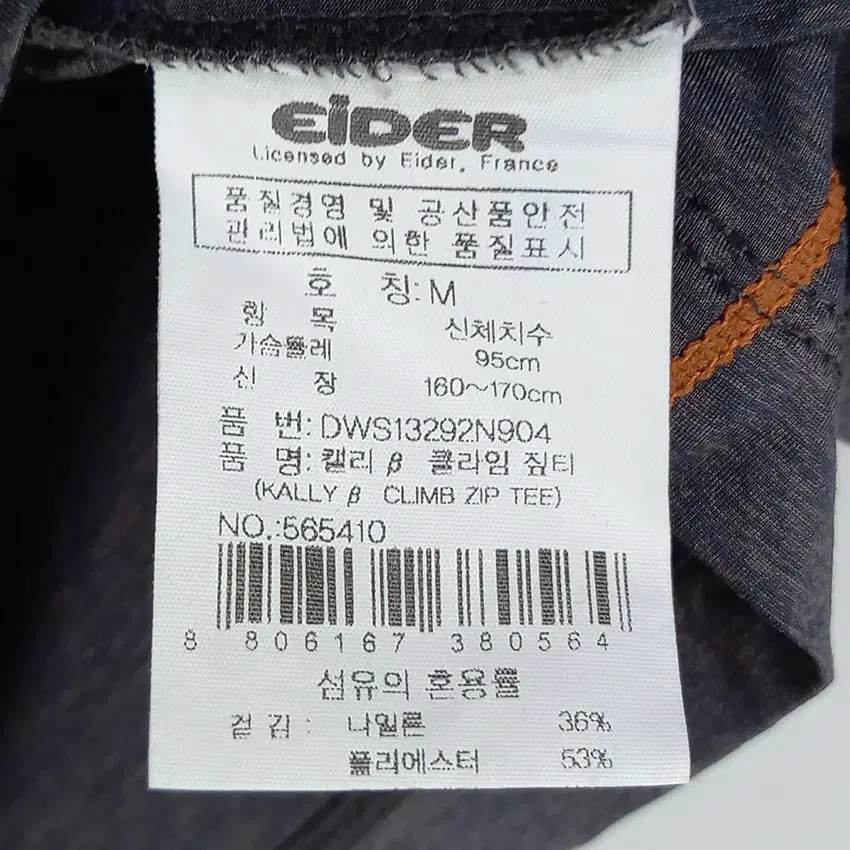 EiDER
Licensed by Eider, France
품질경영 및 공산품안전
관리법에 의한 품질표시
호 칭: M
항 목 신체치수
가슴둘레 95cm
신 장 160~170cm
품 번: DWS13292N904
품 명: 캘리 β 클라임 짚티
(KALLY β CLIMB ZIP TEE)
NO.:565410
8 806167 380564
섬유의 혼용률
겉 감 : 나일론 36%
폴리에스터 53%